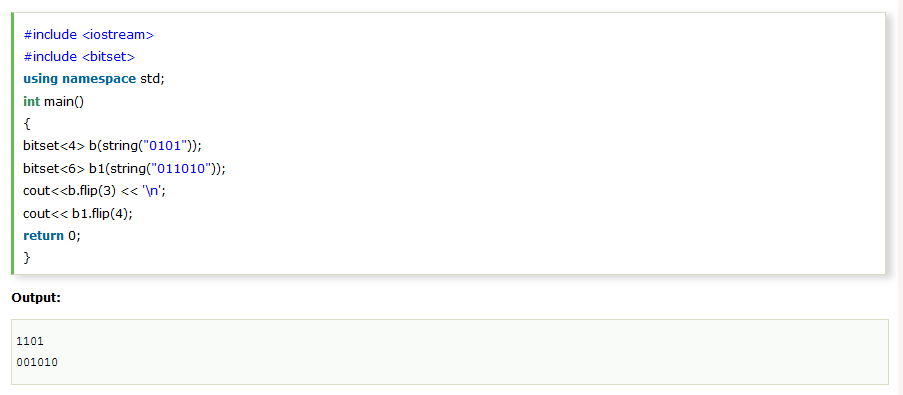 #include <iostream>
#include <bitset>
using namespace std;
int main()
{
bitset<4> b(string("0101"));
bitset<6> b1(string("011010"));
cout<<b.flip(3) << '\n';
cout<< b1.flip(4);
return 0;
}
Output:
1101
001010